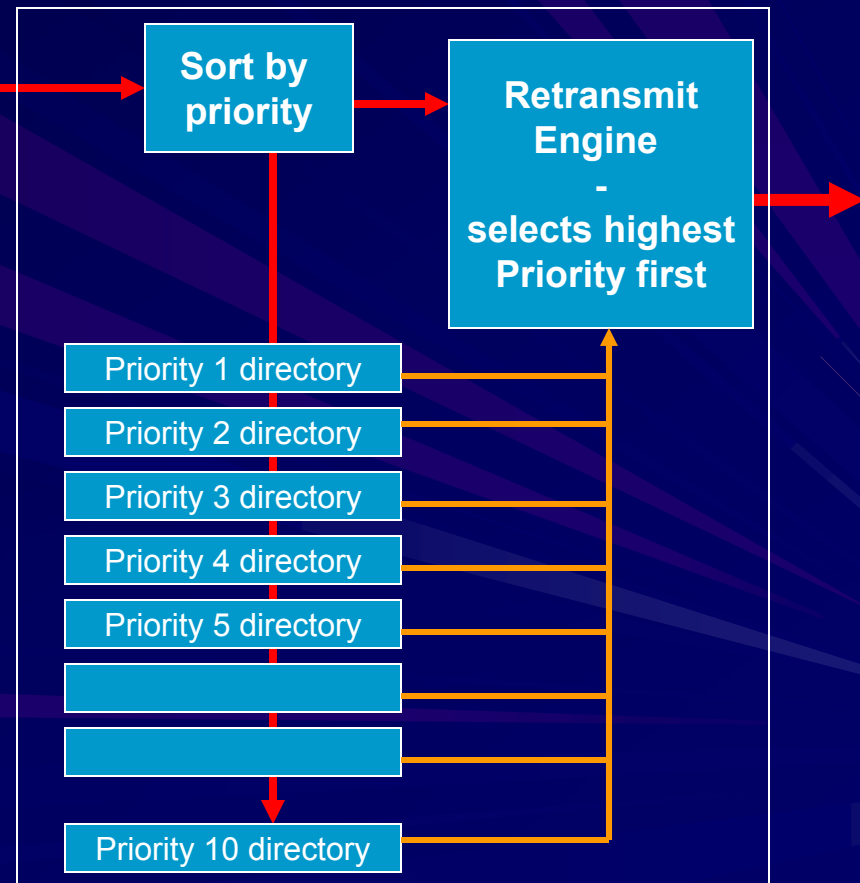 Sort by
priority
Retransmit
Engine
-
selects highest
Priority first
Priority 1 directory
Priority 2 directory
Priority 3 directory
Priority 4 directory
Priority 5 directory
Priority 10 directory